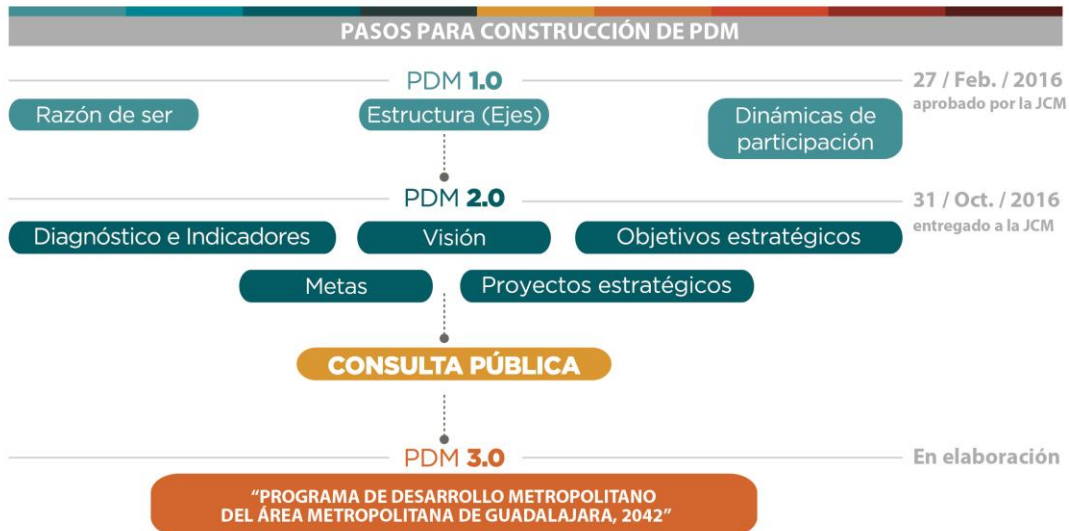 PASOS PARA CONSTRUCCIÓN DE PDM
PDM 1.0
27 / Feb. / 2016
aprobado por la JCM
Razón de ser
Estructura (Ejes)
Dinámicas de
participación
PDM 2.0
31 / Oct. / 2016
entregado a la JCM
Diagnóstico e Indicadores
Visión
Objetivos estratégicos
Metas
Proyectos estratégicos
CONSULTA PÚBLICA
PDM 3.0
En elaboración
“PROGRAMA DE DESARROLLO METROPOLITANO
DEL ÁREA METROPOLITANA DE GUADALAJARA, 2042”